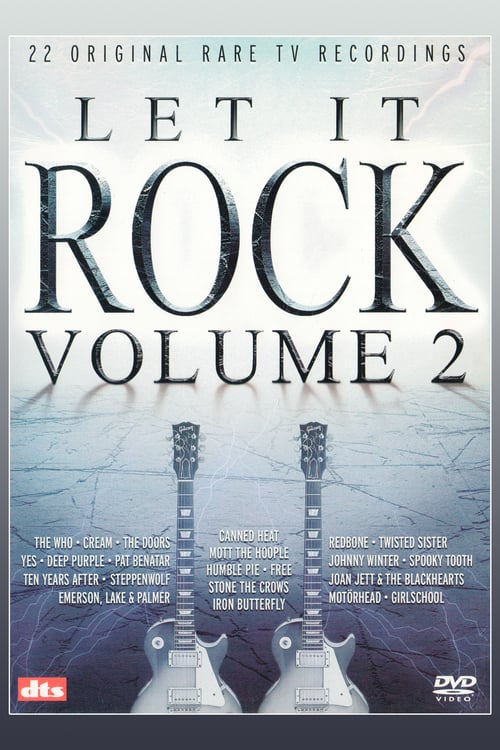 22 ORIGINAL RARE TV RECORDINGS
LET IT
ROCK
VOLUME 2
Gibson
Gibson
THE WHO • CREAM • THE DOORS
YES • DEEP PURPLE • PAT BENATAR
TEN YEARS AFTER • STEPPENWOLF
EMERSON, LAKE & PALMER
CANNED HEAT
MOTT THE HOOPLE
HUMBLE PIE • FREE
STONE THE CROWS
IRON BUTTERFLY
REDBONE • TWISTED SISTER
JOHNNY WINTER • SPOOKY TOOTH
JOAN JETT & THE BLACKHEARTS
MOTÖRHEAD • GIRLSCHOOL
dts
DVD
VIDEO